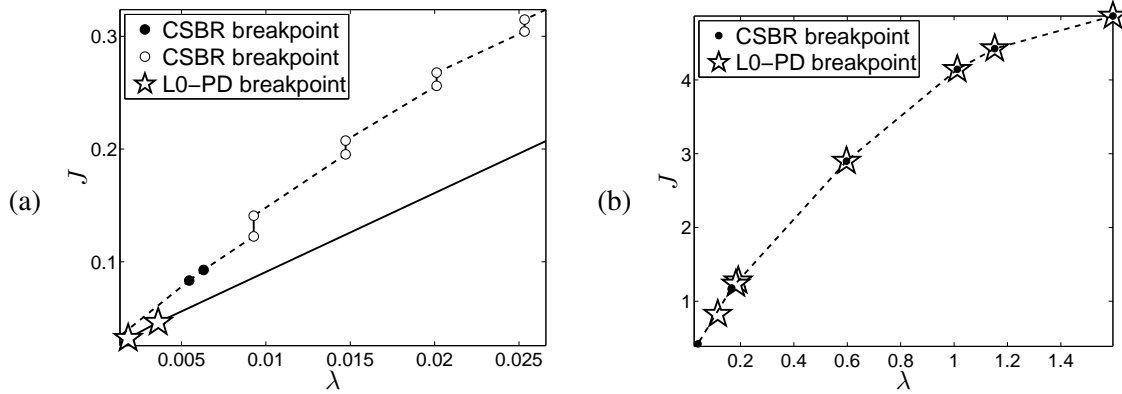 (a)
CSBR breakpoint
CSBR breakpoint
L0−PD breakpoint
0.3
0.2
0.1
J
0.005
0.01
0.015
0.02
0.025
λ
(b)
CSBR breakpoint
L0−PD breakpoint
4
3
2
1
J
0.2
0.4
0.6
0.8
1
1.2
1.4
λ